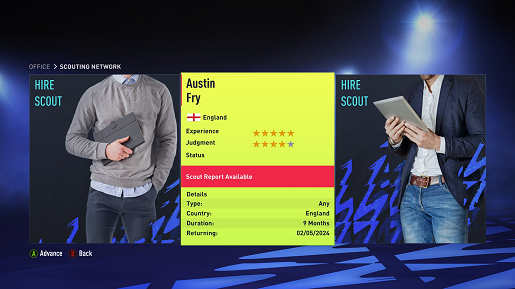 OFFICE > SCOUTING NETWORK
HIRE
SCOUT
Austin
Fry
England
Experience
Judgment
Status
Scout Report Available
Details
Type: Any
Country: England
Duration: 9 Months
Returning: 02/05/2024
HIRE
SCOUT
A Advance B Back